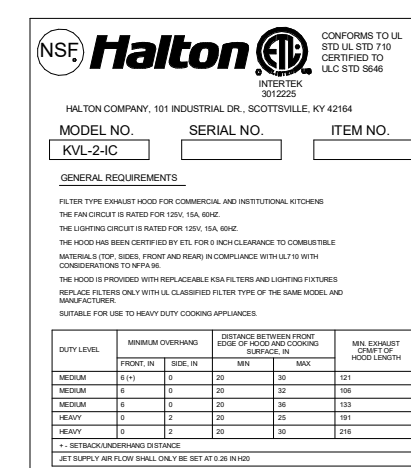 NSF Halton ETL CONFORMS TO UL
STD UL STD 710
CERTIFIED TO
ULC STD S646
INTERTEK
3012225
HALTON COMPANY, 101 INDUSTRIAL DR., SCOTTSVILLE, KY 42164
MODEL NO. SERIAL NO. ITEM NO.
KVL-2-IC
GENERAL REQUIREMENTS
FILTER TYPE EXHAUST HOOD FOR COMMERCIAL AND INSTITUTIONAL KITCHENS
THE FAN CIRCUIT IS RATED FOR 125V, 15A, 60HZ.
THE LIGHTING CIRCUIT IS RATED FOR 125V, 15A, 60HZ.
THE HOOD HAS BEEN CERTIFIED BY ETL FOR 0 INCH CLEARANCE TO COMBUSTIBLE
MATERIALS (TOP, SIDES, FRONT AND REAR) IN COMPLIANCE WITH UL710 WITH
CONSIDERATIONS TO NFPA 96.
THE HOOD IS PROVIDED WITH REPLACEABLE KSA FILTERS AND LIGHTING FIXTURES
REPLACE FILTERS ONLY WITH UL CLASSIFIED FILTER TYPE OF THE SAME MODEL AND
MANUFACTURER.
SUITABLE FOR USE TO HEAVY DUTY COOKING APPLIANCES.
DUTY LEVEL MINIMUM OVERHANG DISTANCE BETWEEN FRONT EDGE OF HOOD AND COOKING SURFACE, IN MIN. EXHAUST CFM/FT OF HOOD LENGTH
FRONT, IN SIDE, IN MIN MAX
MEDIUM 6 (+) 0 20 30 121
MEDIUM 6 0 20 32 106
MEDIUM 6 0 20 36 133
HEAVY 0 2 20 25 191
HEAVY 0 2 20 30 216
+ - SETBACK/UNDERHANG DISTANCE
JET SUPPLY AIR FLOW SHALL ONLY BE SET AT 0.26 IN H20